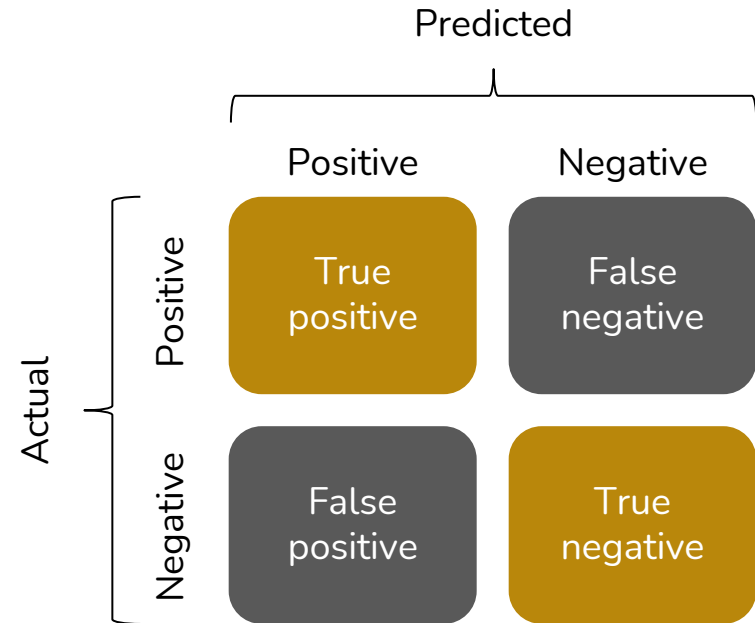 Predicted
Positive
Negative
Actual
Positive
True
positive
False
negative
Negative
False
positive
True
negative